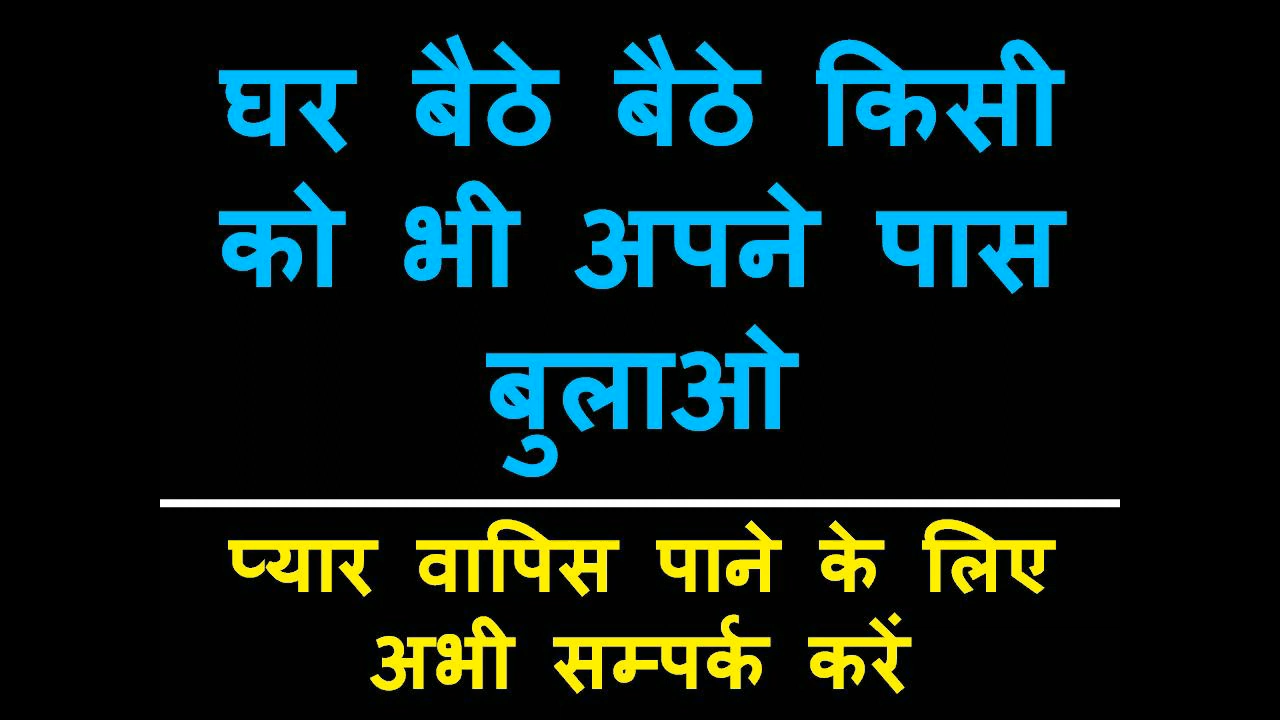 घर बैठे बैठे किसी
को भी अपने पास
बुलाओ
प्यार वापिस पाने के लिए
अभी सम्पर्क करें